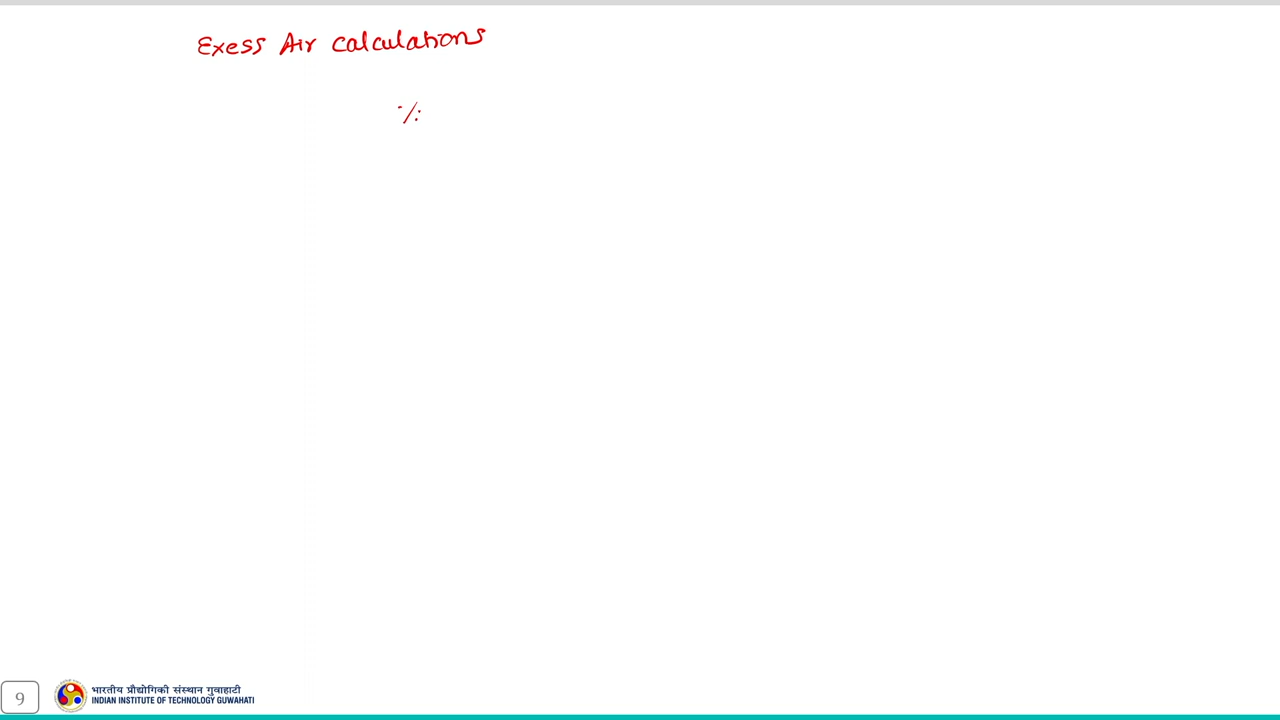 Exess Air calculations
%
9
भारतीय प्रौद्योगिकी संस्थान गुवाहाटी
INDIAN INSTITUTE OF TECHNOLOGY GUWAHATI